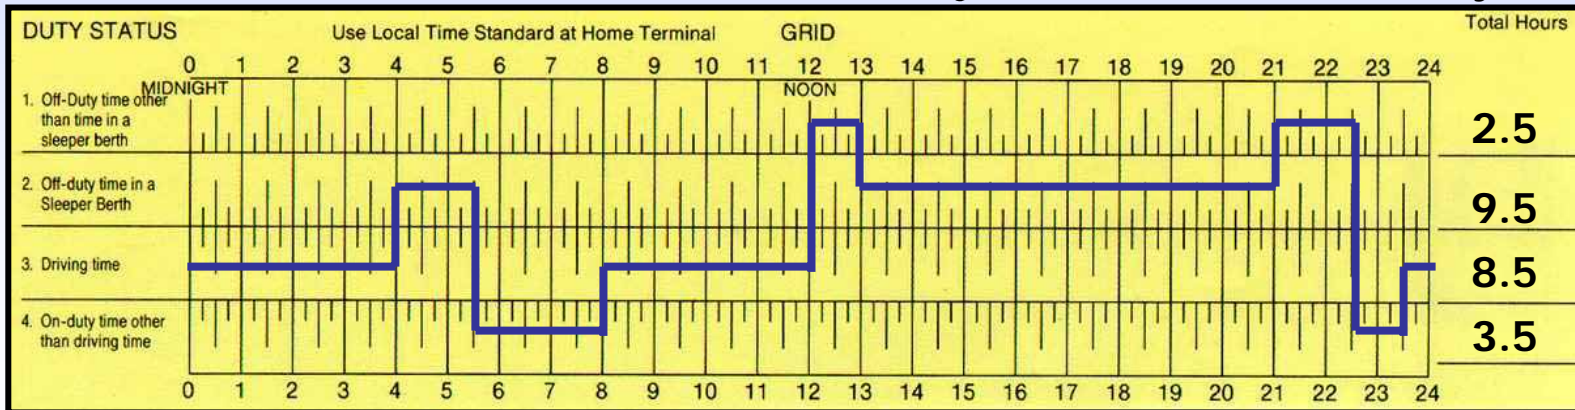 DUTY STATUS Use Local Time Standard at Home Terminal GRID Total Hours
0 1 2 3 4 5 6 7 8 9 10 11 12 13 14 15 16 17 18 19 20 21 22 23 24
MIDNIGHT NOON
1. Off-Duty time other
than time in a
sleeper berth
2.5
2. Off-duty time in a
Sleeper Berth
9.5
3. Driving time
8.5
4. On-duty time other
than driving time
3.5
0 1 2 3 4 5 6 7 8 9 10 11 12 13 14 15 16 17 18 19 20 21 22 23 24